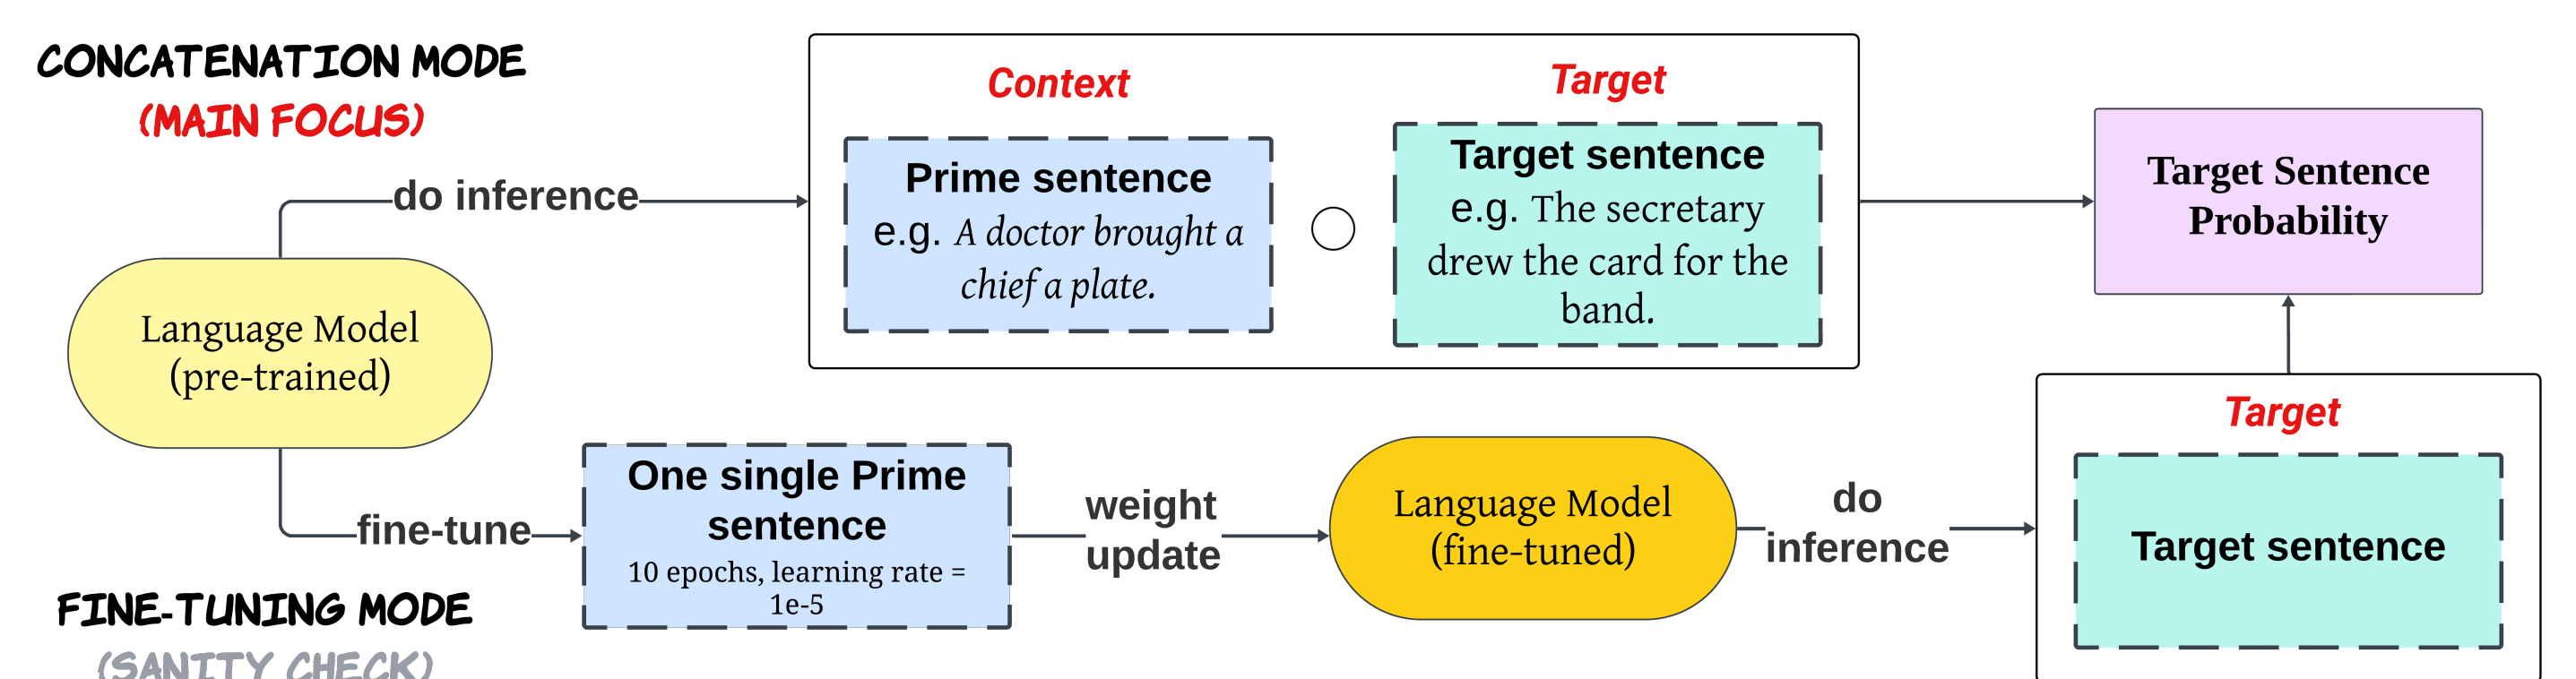 CONCATENATION MODE
(MAIN FOCUS)
do inference
Language Model
(pre-trained)
Context
Prime sentence
e.g. A doctor brought a
chief a plate.
Target
Target sentence
e.g. The secretary
drew the card for the
band.
Target Sentence
Probability
FINE-TUNING MODE
(SANITY CHECK)
fine-tune
One single Prime
sentence
10 epochs, learning rate =
1e-5
weight
update
Language Model
(fine-tuned)
do
inference
Target
Target sentence